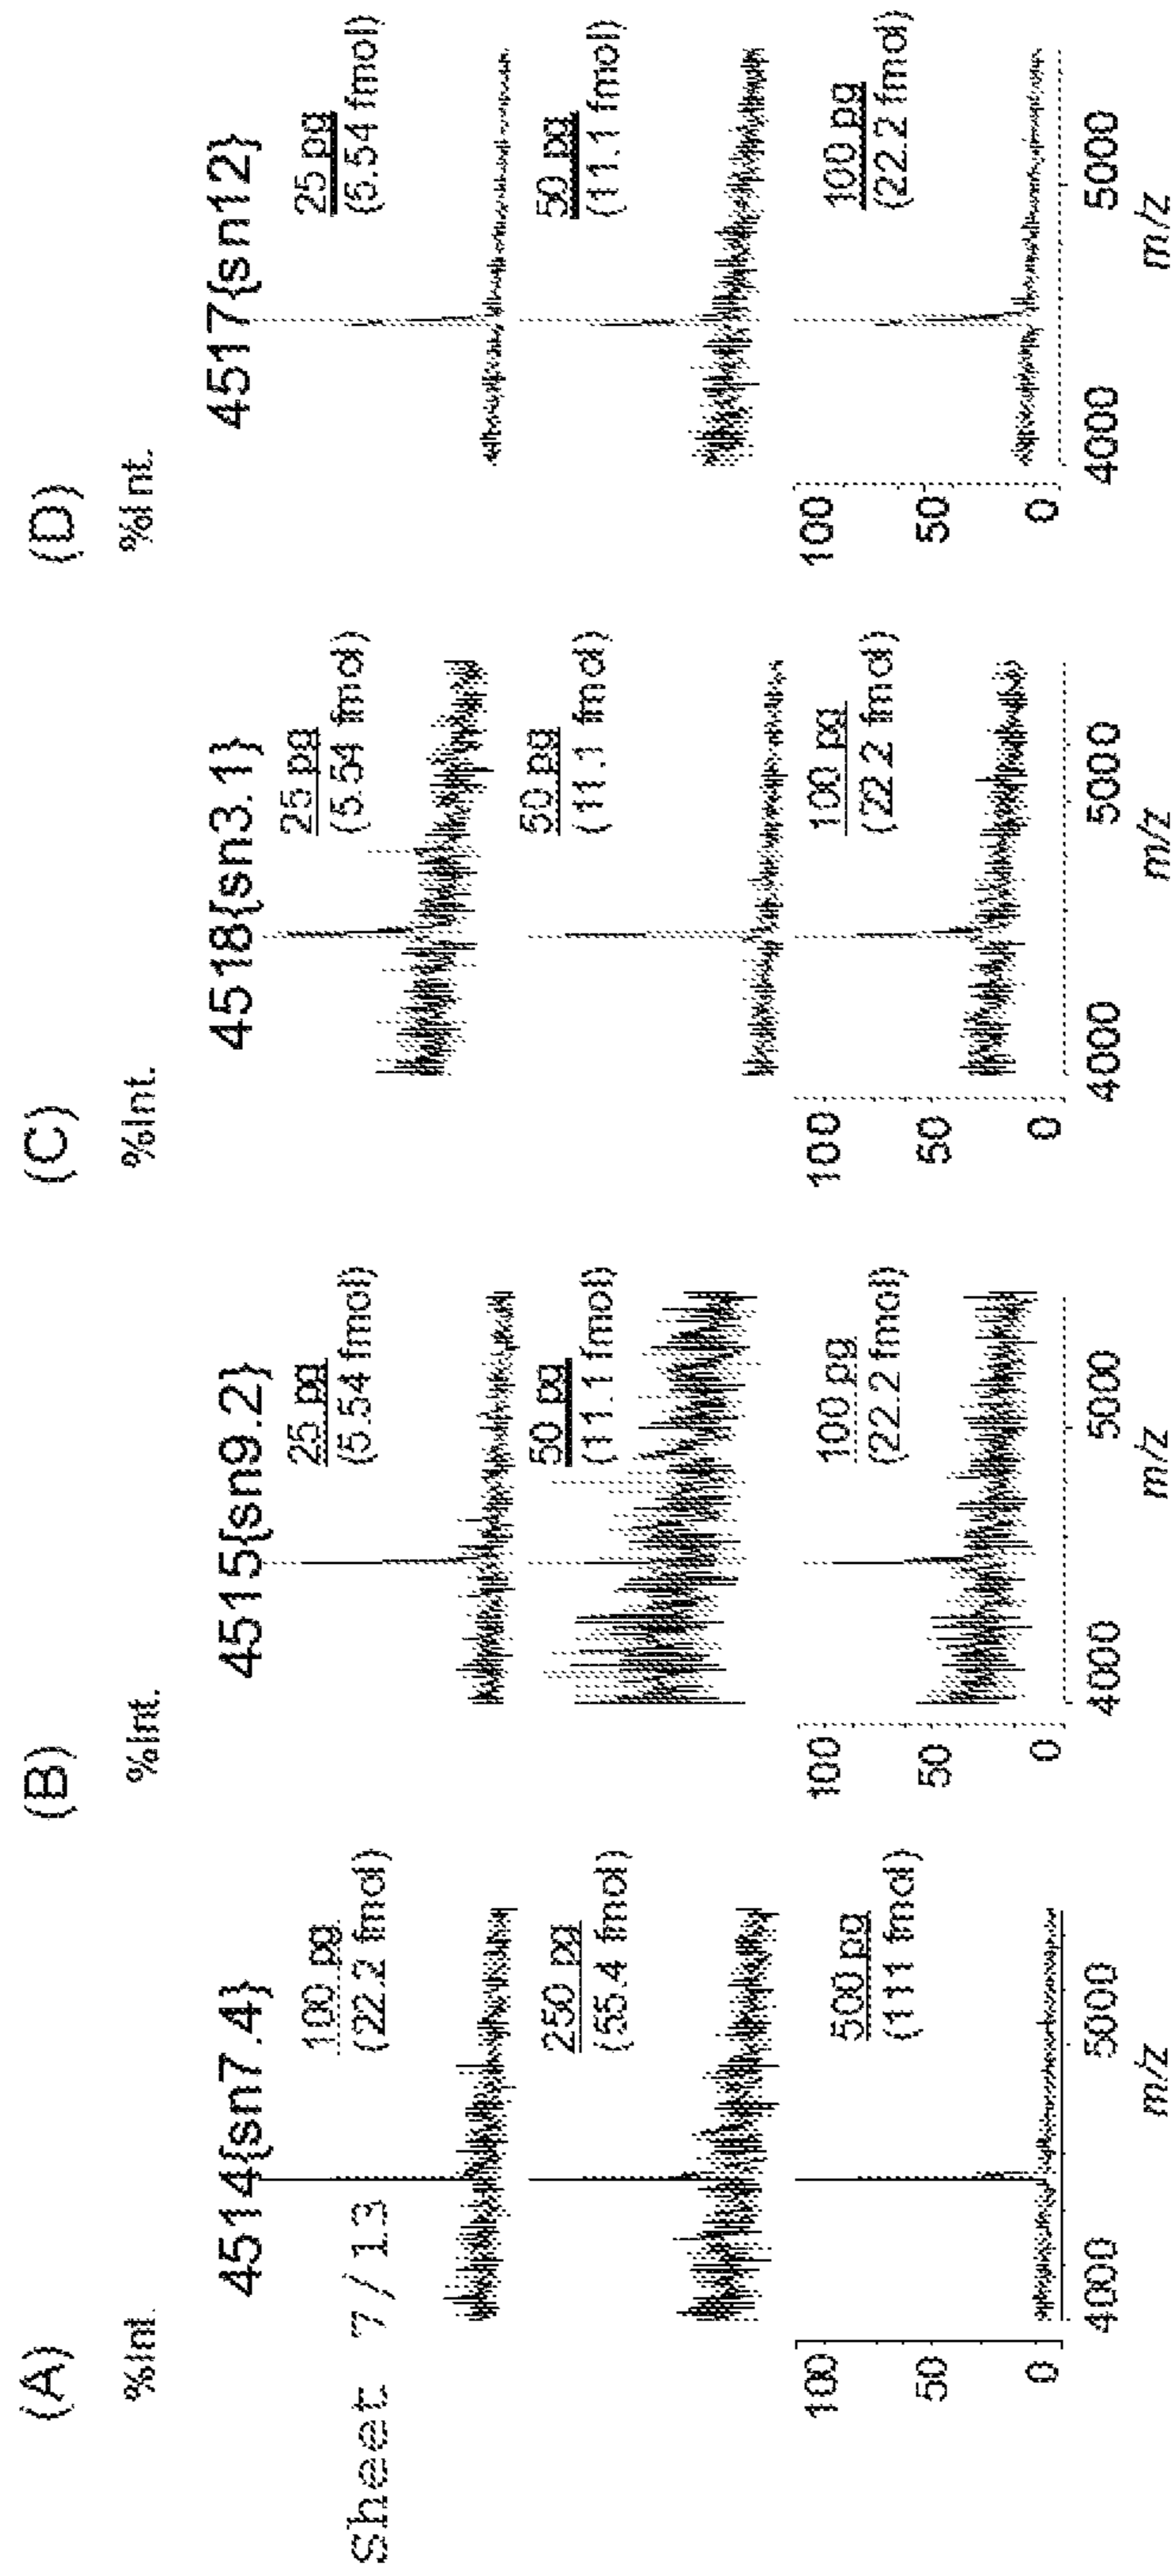 (A)
%Int.
4514{sn7.4}
Sheet 7/13
100 pg
(22.2 fmol)
250 pg
(55.4 fmol)
500 pg
(111 fmol)
100
50
0
4000
5000
m/z
(B)
%Int.
4515{sn9.2}
25 pg
(5.54 fmol)
50 pg
(11.1 fmol)
100 pg
(22.2 fmol)
100
50
0
4000
5000
m/z
(C)
%Int.
4518{sn3.1}
25 pg
(5.54 fmol)
50 pg
(11.1 fmol)
100 pg
(22.2 fmol)
100
50
0
4000
5000
m/z
(D)
%Int.
4517{sn12}
25 pg
(5.54 fmol)
50 pg
(11.1 fmol)
100 pg
(22.2 fmol)
100
50
0
4000
5000
m/z